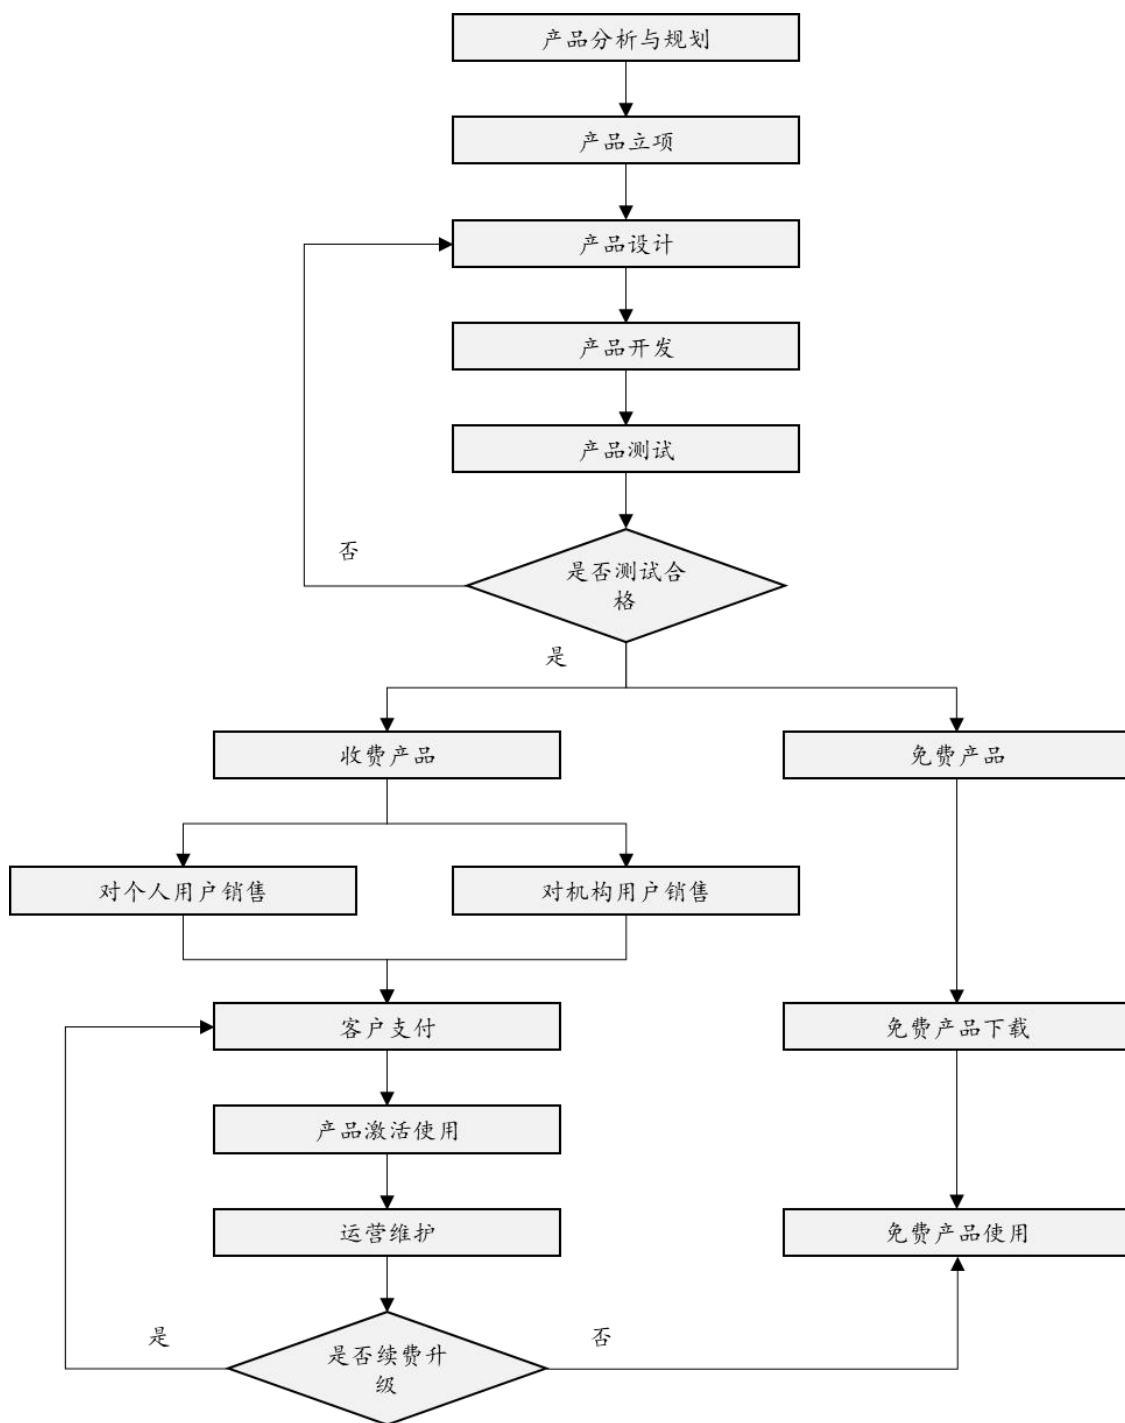 产品分析与规划
产品立项
产品设计
产品开发
产品测试
否
是否测试合
格
是
收费产品
免费产品
对个人用户销售
对机构用户销售
客户支付
免费产品下载
产品激活使用
运营维护
免费产品使用
是
否
是否续费升
级